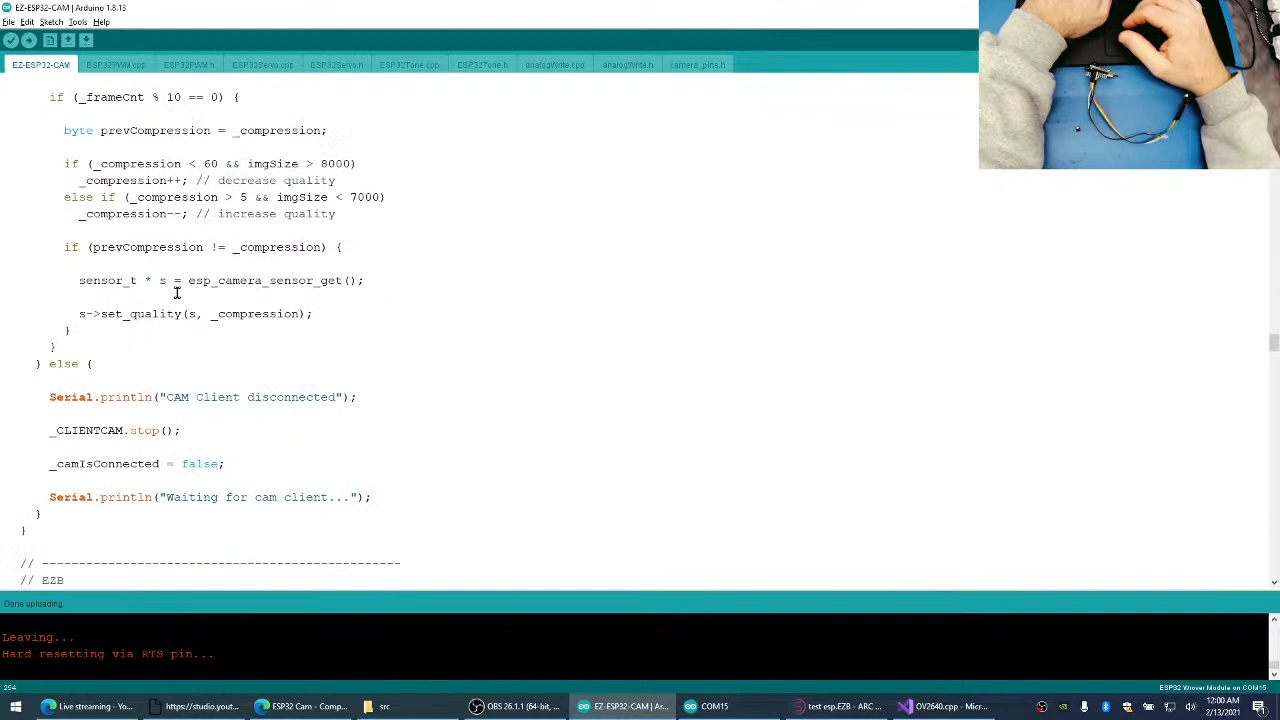 EZ-ESP32-CAM | Arduino 1.8.13
File Edit Sketch Tools Help
EZ-ESP32-CAM ESP32PWM.cpp ESP32PWM.h ESP32Servo.cpp ESP32Servo.h ESP32Tone.cpp ESP32Tone.h analogWrite.cpp analogWrite.h camera_pins.h
if (_frameCnt % 10 == 0) {
byte prevCompression = _compression;
if (_compression < 60 && imgSize > 8000)
_compression++; // decrease quality
else if (_compression > 5 && imgSize < 7000)
_compression--; // increase quality
if (prevCompression != _compression) {
sensor_t * s = esp_camera_sensor_get();
s->set_quality(s, _compression);
}
}
} else {
Serial.println("CAM Client disconnected");
_CLIENTCAM.stop();
_camIsConnected = false;
Serial.println("Waiting for cam client...");
}
}
// ----------------------------------------------------
// EZB
Done uploading.
Leaving...
Hard resetting via RTS pin...
254 ESP32 Wrover Module on COM15
Live streaming - Yo... https://studio.yout... ESP32 Cam - Comp... src OBS 26.1.1 (64-bit, ... EZ-ESP32-CAM | Ar... COM15 test esp.EZB - ARC ... OV2640.cpp - Micr... 12:00 AM
2/13/2021